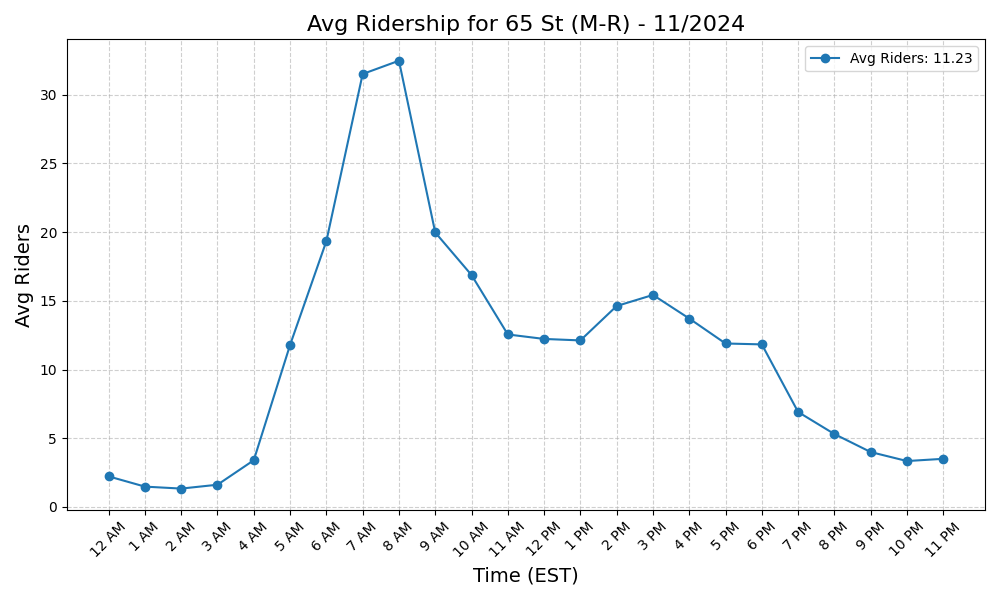 Avg Ridership for 65 St (M-R) - 11/2024
Avg Riders: 11.23
Avg Riders
30
25
20
15
10
5
0
12 AM
1 AM
2 AM
3 AM
4 AM
5 AM
6 AM
7 AM
8 AM
9 AM
10 AM
11 AM
12 PM
1 PM
2 PM
3 PM
4 PM
5 PM
6 PM
7 PM
8 PM
9 PM
10 PM
11 PM
Time (EST)